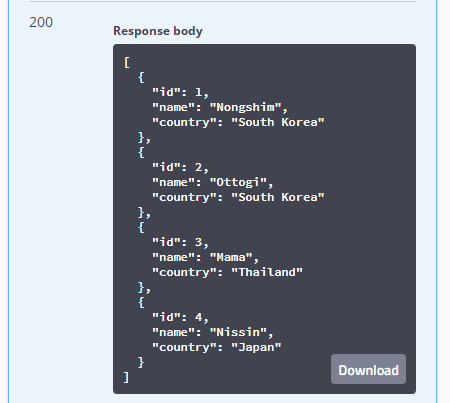 200
Response body
[
  {
    "id": 1,
    "name": "Nongshim",
    "country": "South Korea"
  },
  {
    "id": 2,
    "name": "Ottogi",
    "country": "South Korea"
  },
  {
    "id": 3,
    "name": "Mama",
    "country": "Thailand"
  },
  {
    "id": 4,
    "name": "Nissin",
    "country": "Japan"
  }
]
Download